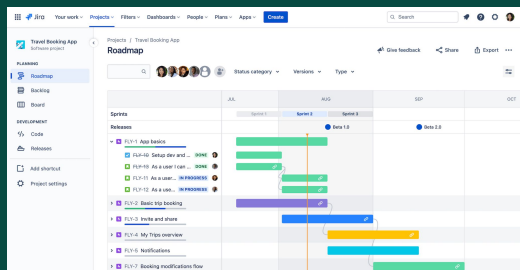 Jira
Your work
Projects
Filters
Dashboards
People
Plans
Apps
Create
Search
Travel Booking App
Software project
PLANNING
Roadmap
Backlog
Board
DEVELOPMENT
Code
Releases
Add shortcut
Project settings
Projects / Travel Booking App
Roadmap
Give feedback
Share
Export
Status category
Versions
Type
JUL AUG SEP OCT
Sprints Sprint 1 Sprint 2 Sprint 3
Releases Beta 1.0 Beta 2.0
FLY-1 App basics
FLY-10 Setup dev and ... DONE
As a user I can ... DONE
FLY-11 As a user... IN PROGRESS
FLY-12 As a use... IN PROGRESS
FLY-2 Basic trip booking
FLY-3 Invite and share
FLY-4 My Trips overview
FLY-5 Notifications
FLY-7 Booking modifications flow